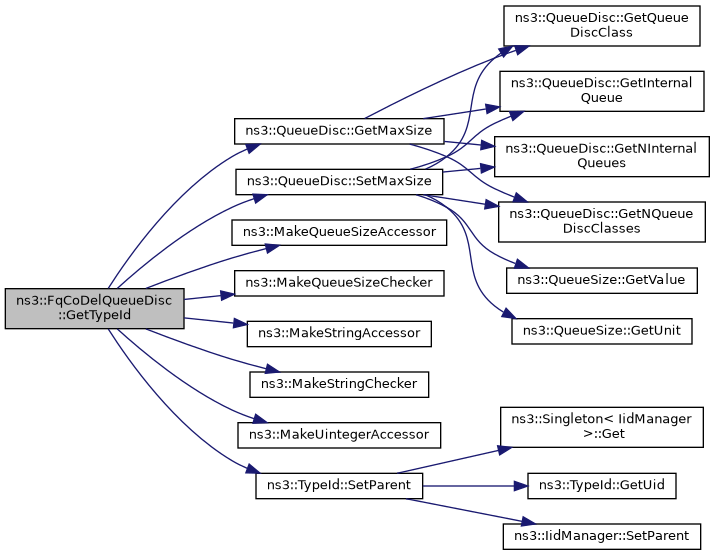 ns3::FqCoDelQueueDisc
::GetTypeId
ns3::QueueDisc::GetMaxSize
ns3::QueueDisc::SetMaxSize
ns3::MakeQueueSizeAccessor
ns3::MakeQueueSizeChecker
ns3::MakeStringAccessor
ns3::MakeStringChecker
ns3::MakeUintegerAccessor
ns3::TypeId::SetParent
ns3::QueueDisc::GetQueue
DiscClass
ns3::QueueDisc::GetInternal
Queue
ns3::QueueDisc::GetNInternal
Queues
ns3::QueueDisc::GetNQueue
DiscClasses
ns3::QueueSize::GetValue
ns3::QueueSize::GetUnit
ns3::Singleton< IidManager
>::Get
ns3::TypeId::GetUid
ns3::IidManager::SetParent